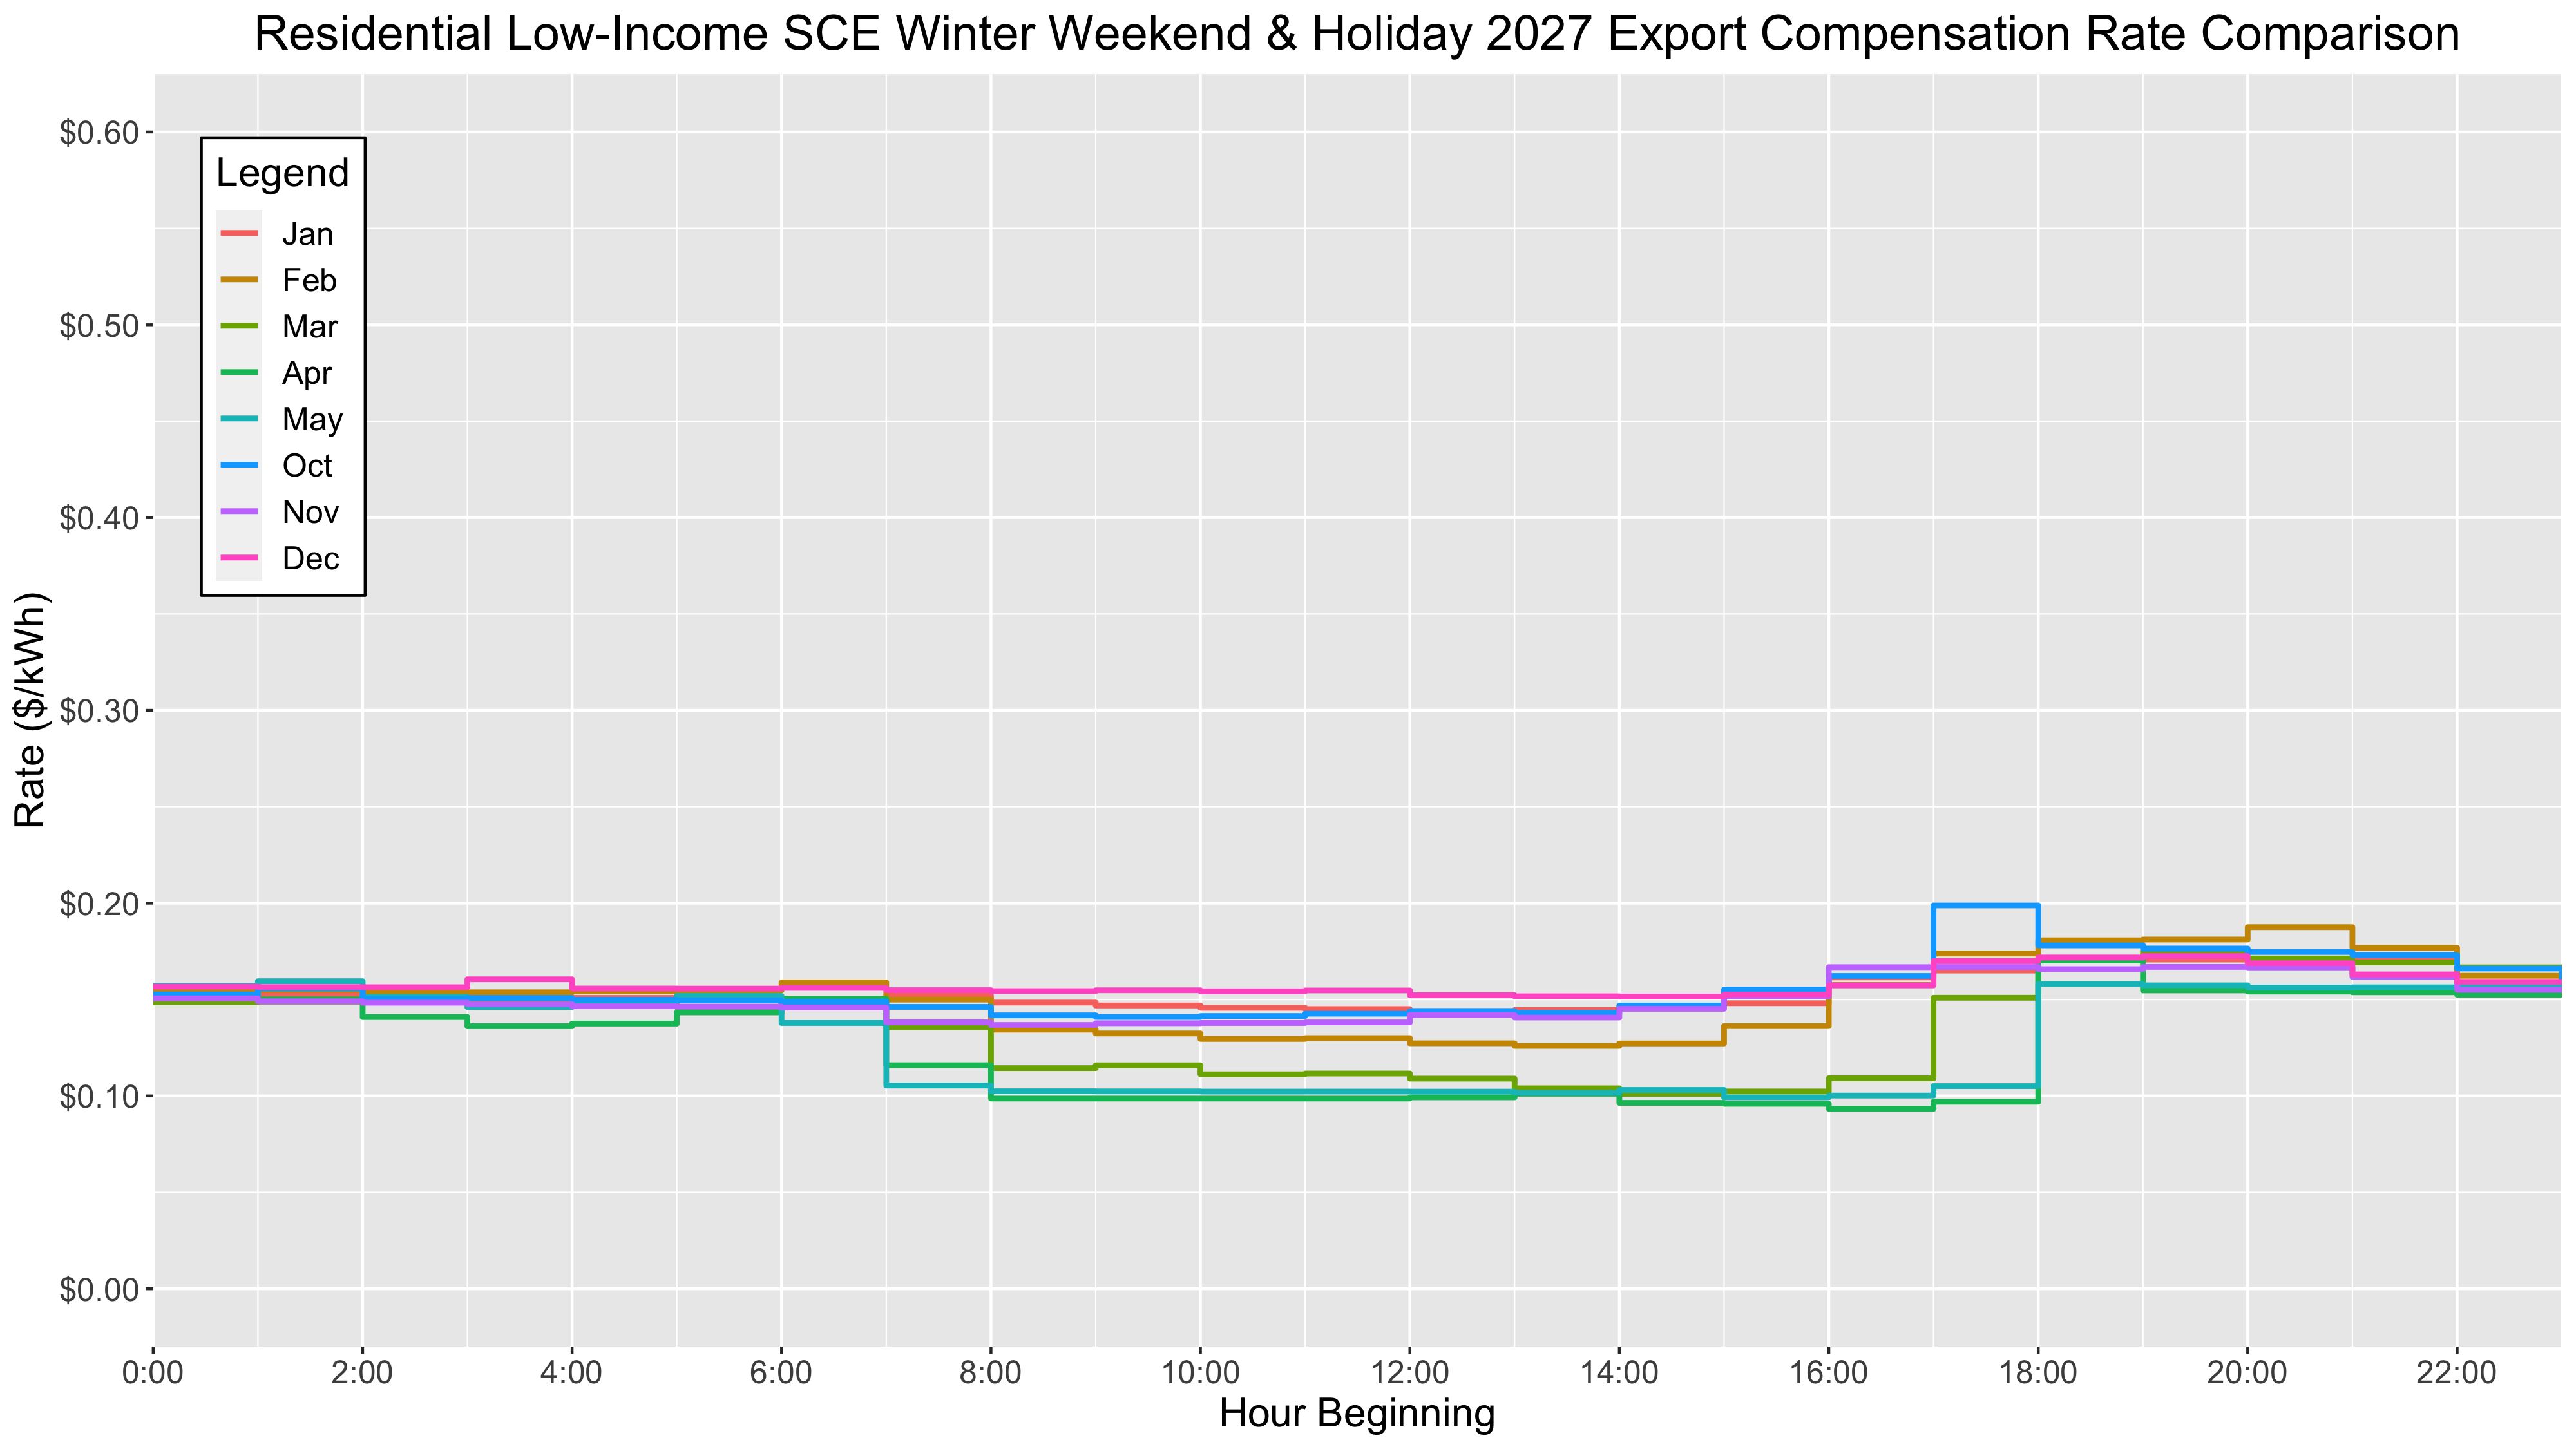 Residential Low-Income SCE Winter Weekend & Holiday 2027 Export Compensation Rate Comparison
Rate ($/kWh)
$0.60
$0.50
$0.40
$0.30
$0.20
$0.10
$0.00
Legend
Jan
Feb
Mar
Apr
May
Oct
Nov
Dec
0:00 2:00 4:00 6:00 8:00 10:00 12:00 14:00 16:00 18:00 20:00 22:00
Hour Beginning